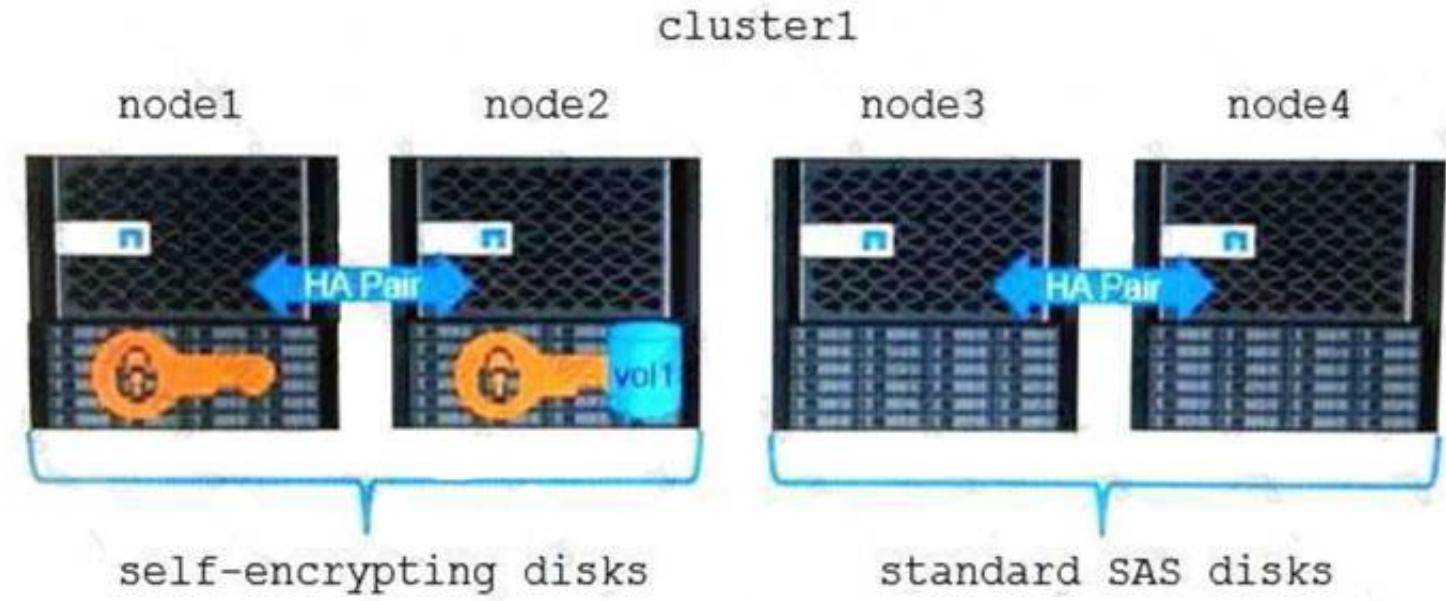 cluster1
node1 node2 node3 node4
HA Pair HA Pair
vol1
self-encrypting disks standard SAS disks